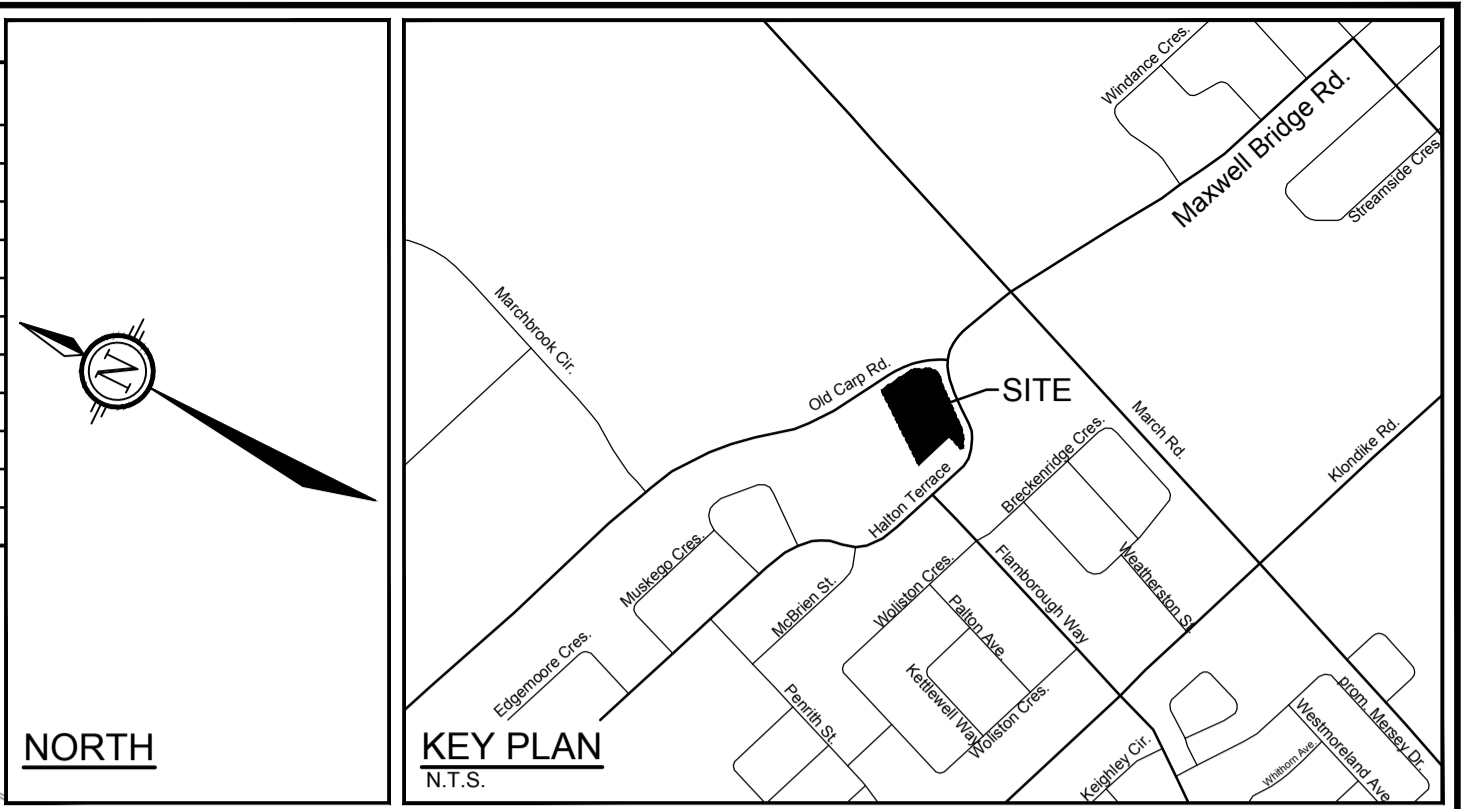 N
NORTH
KEY PLAN
N.T.S.
Windance Cres.
Maxwell Bridge Rd.
Streamside Cres.
Marchbrook Cir.
Old Carp Rd.
SITE
March Rd.
Breckenridge Cres.
Klondike Rd.
Halton Terrace
Muskego Cres.
McBrien St.
Woliston Cres.
Flamborough Way
Weatherston St.
Palton Ave.
Edgemoore Cres.
Kettlewell Way
Woliston Cres.
Penrith St.
prom. Mersey Dr.
Westmoreland Ave.
Whithorn Ave.
Keighley Cir.